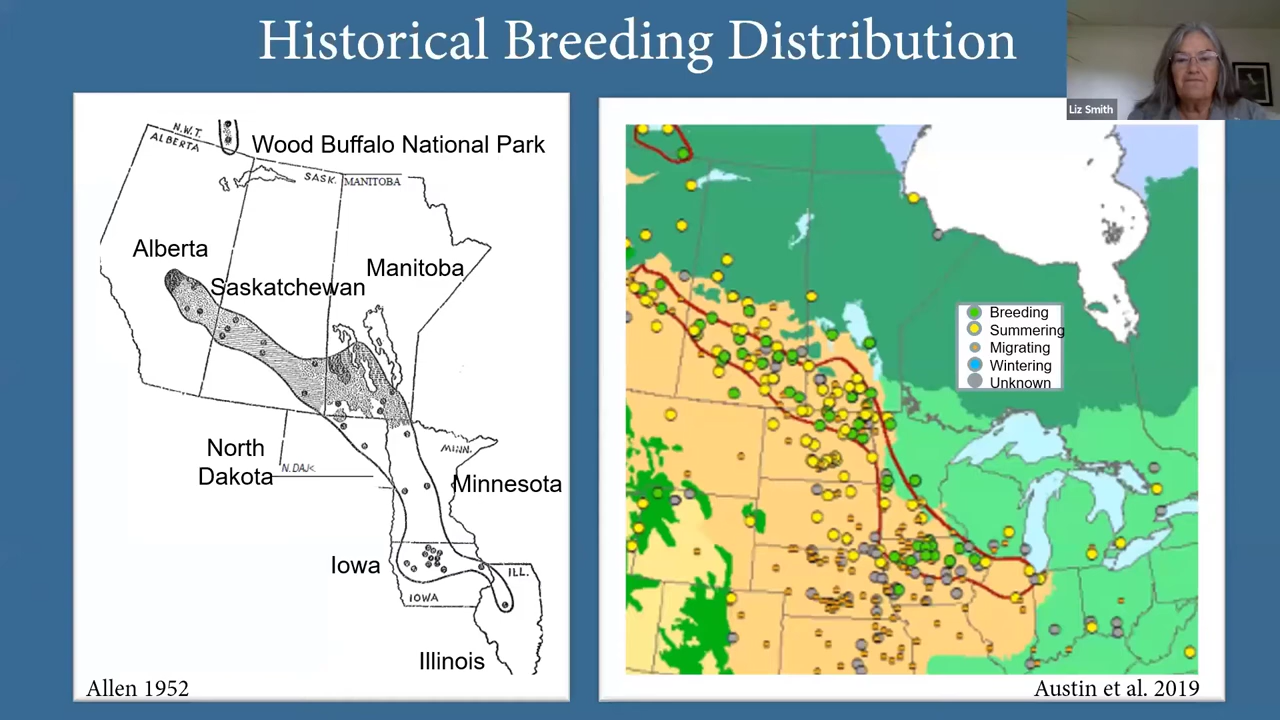 Historical Breeding Distribution
Liz Smith
N.W.T.
ALBERTA
Wood Buffalo National Park
SASK.
MANITOBA
Alberta
Saskatchewan
Manitoba
North
Dakota
N.DAK.
MINN.
Minnesota
Iowa
IOWA
ILL.
Illinois
Allen 1952
Breeding
Summering
Migrating
Wintering
Unknown
Austin et al. 2019